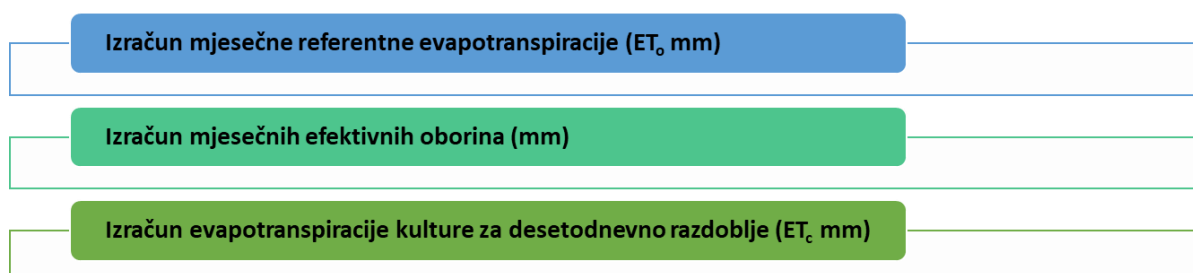 Izračun mjesečne referentne evapotranspiracije (ETo mm)
Izračun mjesečnih efektivnih oborina (mm)
Izračun evapotranspiracije kulture za desetodnevno razdoblje (ETc mm)